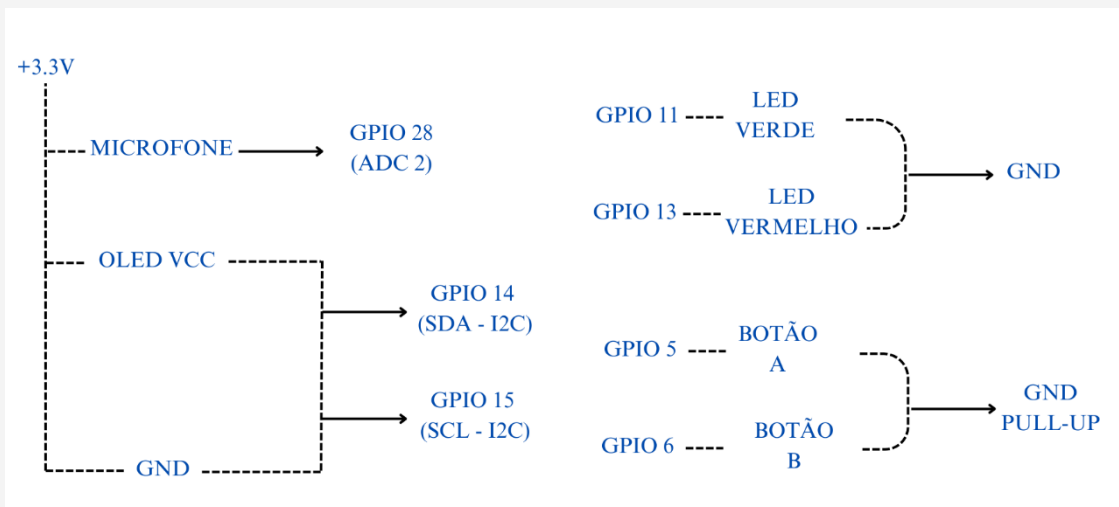 +3.3V
MICROFONE
GPIO 28
(ADC 2)
OLED VCC
GPIO 14
(SDA - I2C)
GPIO 15
(SCL - I2C)
GND
GPIO 11
LED
VERDE
GPIO 13
LED
VERMELHO
GND
GPIO 5
BOTÃO
A
GPIO 6
BOTÃO
B
GND
PULL-UP